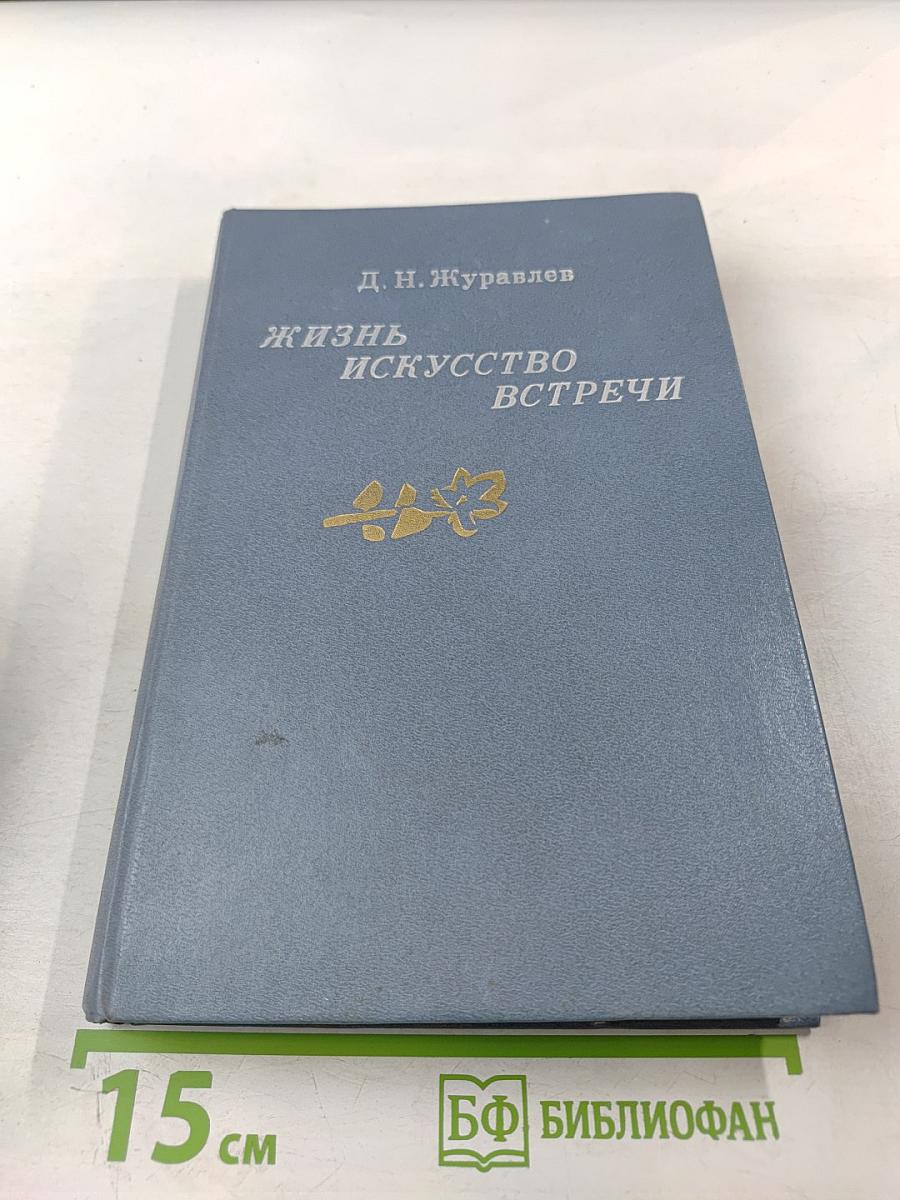 Д. Н. Журавлев
ЖИЗНЬ
ИСКУССТВО
ВСТРЕЧИ
15 см
БФ БИБЛИОФАН